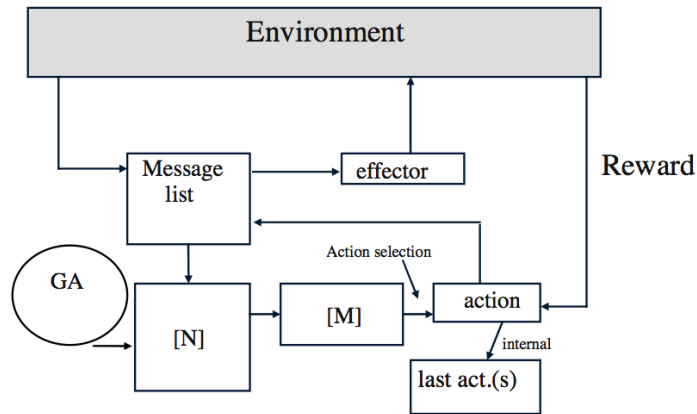 Environment
Message
list
effector
Reward
Action selection
GA
[N]
[M]
action
internal
last act.(s)